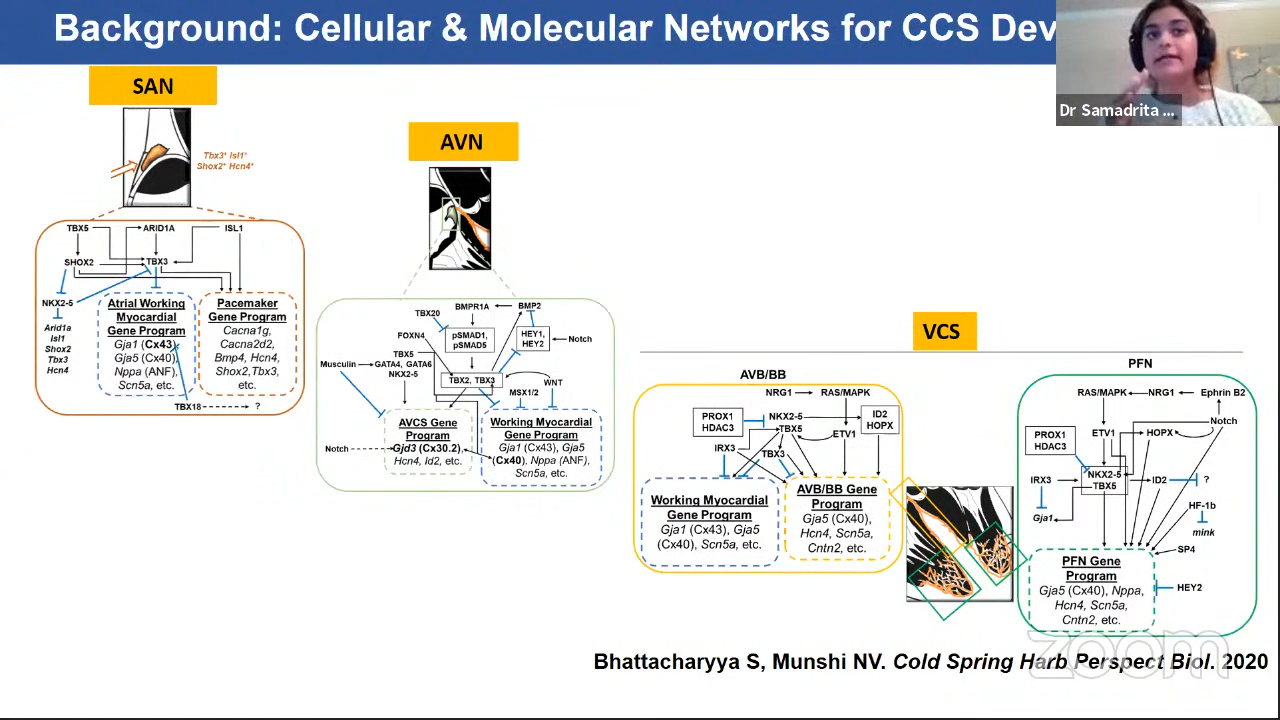 Background: Cellular & Molecular Networks for CCS Dev
Dr Samadrita ...
SAN
Tbx3⁺ Isl1⁺
Shox2⁺ Hcn4⁺
TBX5
ARID1A
ISL1
SHOX2
TBX3
NKX2-5
Arid1a
Isl1
Shox2
Tbx3
Hcn4
Atrial Working
Myocardial
Gene Program
Gja1 (Cx43),
Gja5 (Cx40),
Nppa (ANF),
Scn5a, etc.
Pacemaker
Gene Program
Cacna1g,
Cacna2d2,
Bmp4, Hcn4,
Shox2,Tbx3,
etc.
TBX18
?
AVN
BMPR1A
BMP2
TBX20
FOXN4
pSMAD1,
pSMAD5
HEY1,
HEY2
Notch
TBX5
Musculin
GATA4, GATA6
NKX2-5
TBX2, TBX3
WNT
MSX1/2
AVCS Gene
Program
Gjd3 (Cx30.2),
Hcn4, Id2, etc.
Notch
Working Myocardial
Gene Program
Gja1 (Cx43), Gja5
(Cx40), Nppa (ANF),
Scn5a, etc.
VCS
AVB/BB
NRG1
RAS/MAPK
PROX1
HDAC3
NKX2-5
TBX5
ID2
HOPX
ETV1
IRX3
TBX3
Working Myocardial
Gene Program
Gja1 (Cx43), Gja5
(Cx40), Scn5a, etc.
AVB/BB Gene
Program
Gja5 (Cx40),
Hcn4, Scn5a,
Cntn2, etc.
PFN
RAS/MAPK
NRG1
Ephrin B2
Notch
PROX1
HDAC3
ETV1
HOPX
NKX2-5
TBX5
IRX3
ID2
?
Gja1
HF-1b
mink
SP4
PFN Gene
Program
Gja5 (Cx40), Nppa,
Hcn4, Scn5a,
Cntn2, etc.
HEY2
zoom
Bhattacharyya S, Munshi NV. Cold Spring Harb Perspect Biol. 2020